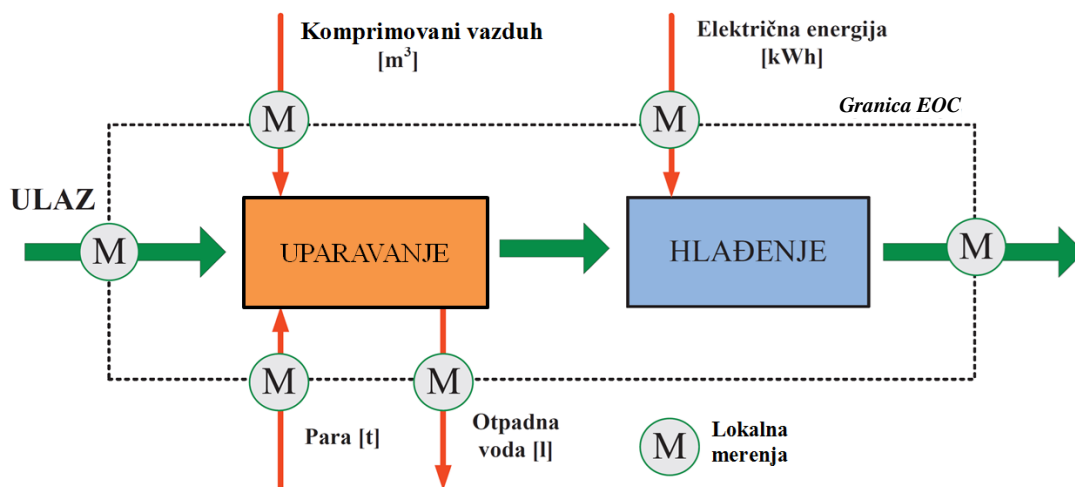 Komprimovani vazduh
[m³]
Električna energija
[kWh]
Granica EOC
M
M
ULAZ
M
UPARAVANJE
HLAĐENJE
M
M
M
Para [t]
Otpadna
voda [l]
M
Lokalna
merenja